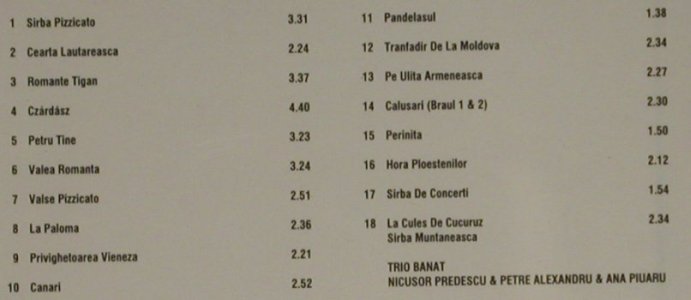 1 Sirba Pizzicato 3.31
2 Cearta Lautareasca 2.24
3 Romante Tigan 3.37
4 Czárdász 4.40
5 Petru Tine 3.23
6 Valea Romanta 3.24
7 Valse Pizzicato 2.51
8 La Paloma 2.36
9 Privighetoarea Vieneza 2.21
10 Canari 2.52
11 Pandelasul 1.38
12 Tranfadir De La Moldova 2.34
13 Pe Ulita Armeneasca 2.27
14 Calusari (Braul 1 & 2) 2.30
15 Perinita 1.50
16 Hora Ploestenilor 2.12
17 Sirba De Concerti 1.54
18 La Cules De Cucuruz 2.34
Sirba Muntaneasca
TRIO BANAT
NICUSOR PREDESCU & PETRE ALEXANDRU & ANA PIUARU